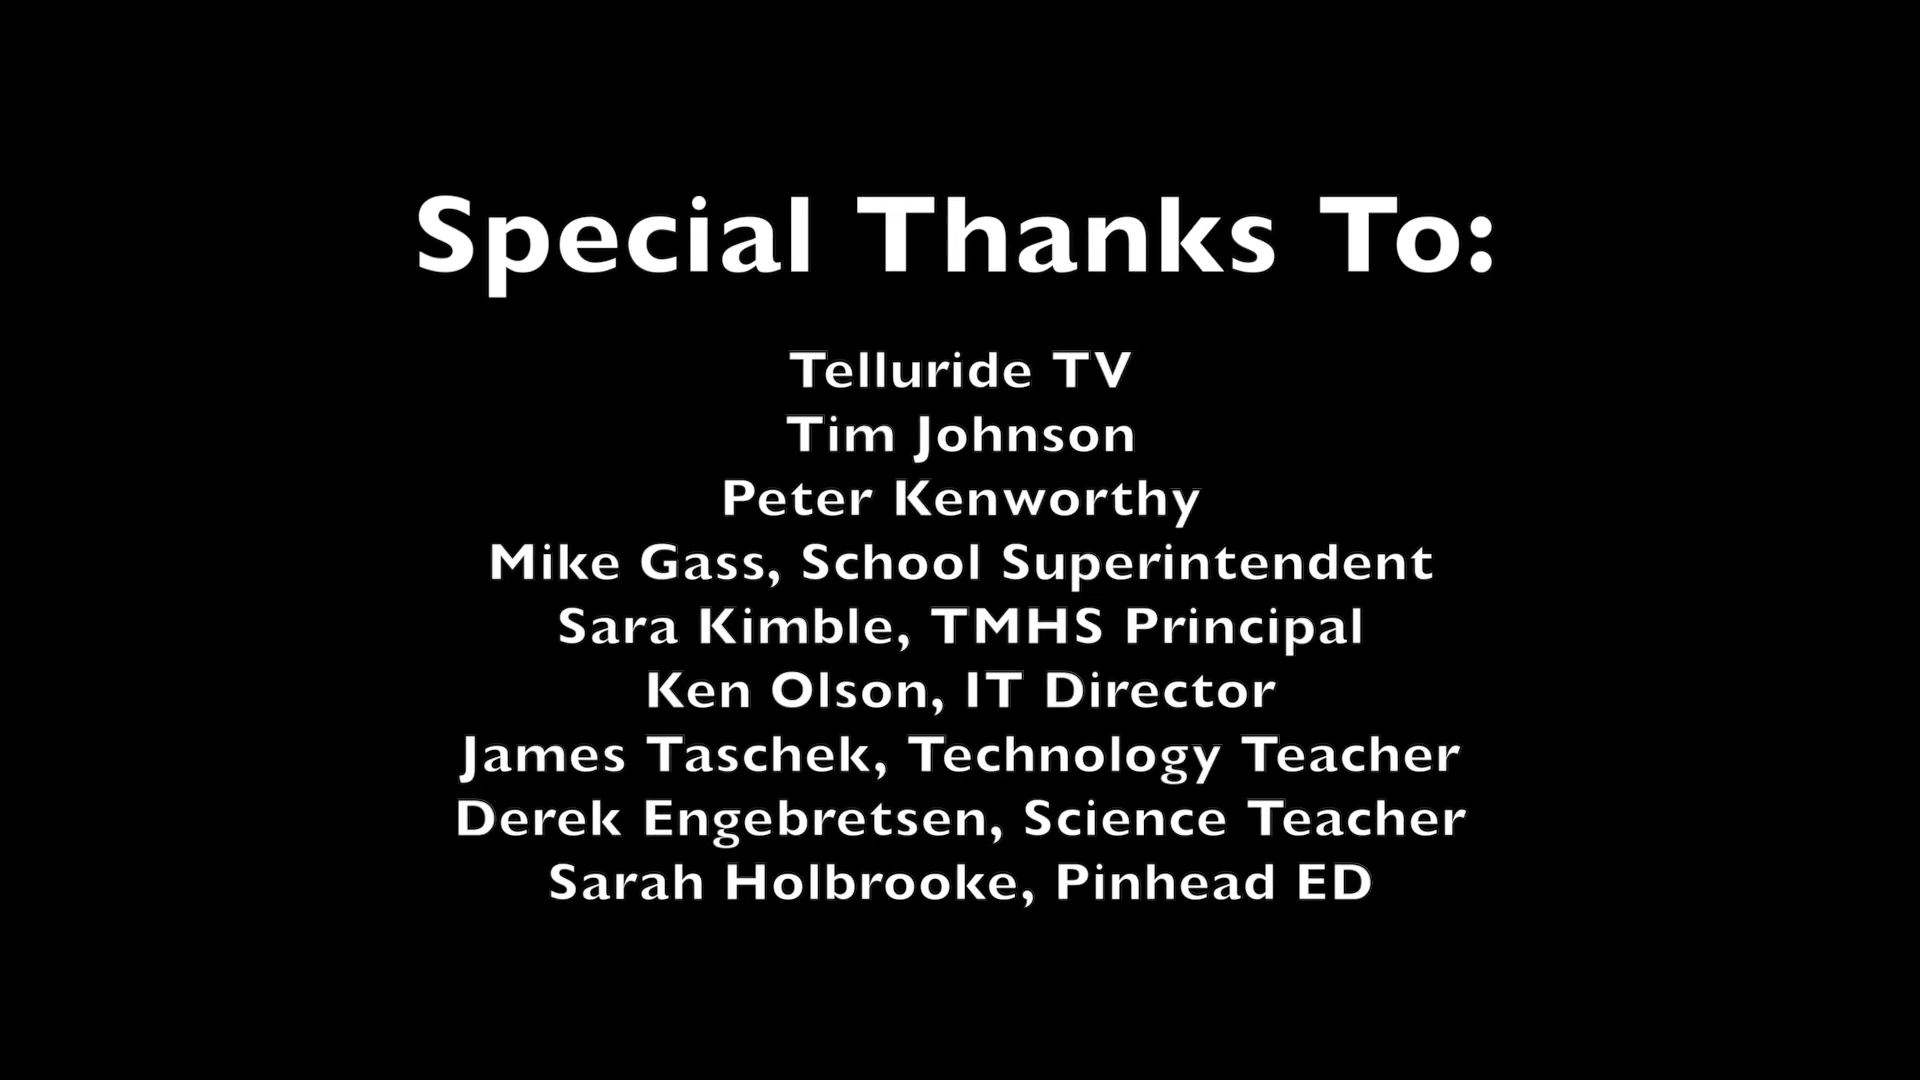 Special Thanks To:
Telluride TV
Tim Johnson
Peter Kenworthy
Mike Gass, School Superintendent
Sara Kimble, TMHS Principal
Ken Olson, IT Director
James Taschek, Technology Teacher
Derek Engebretsen, Science Teacher
Sarah Holbrooke, Pinhead ED